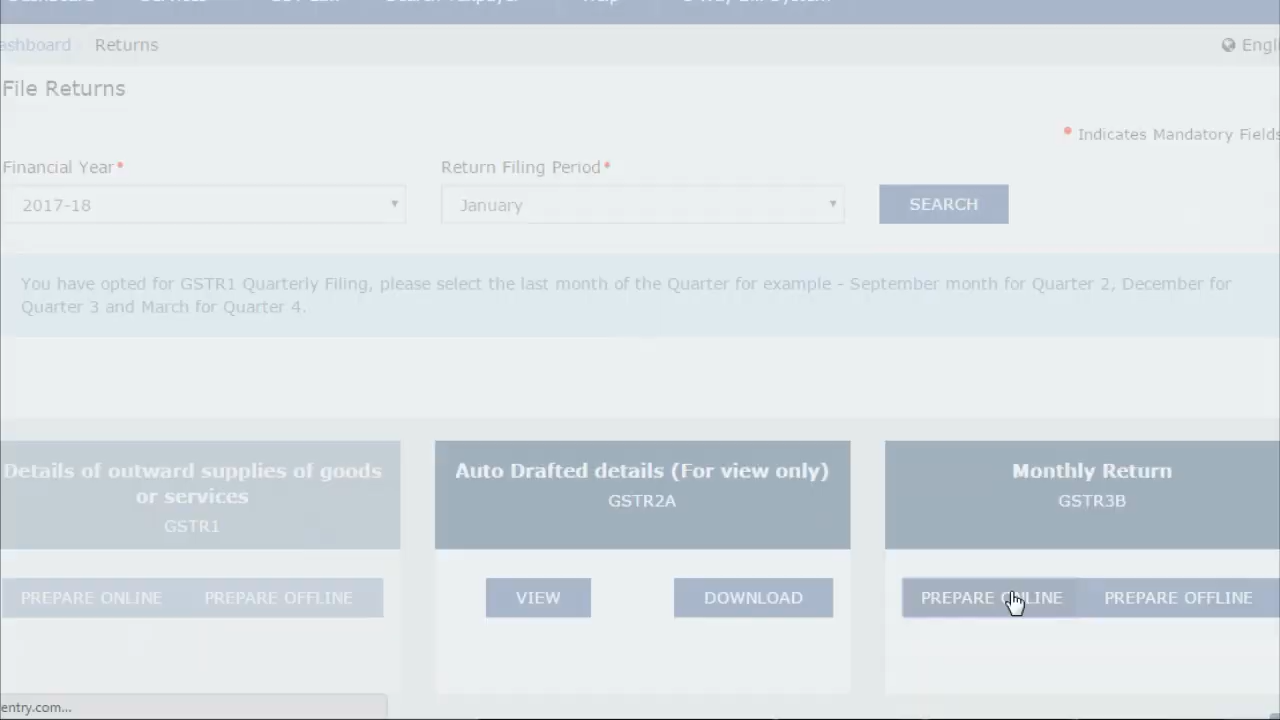 Returns
Engli
File Returns
• Indicates Mandatory Fields
Financial Year•
Return Filing Period•
2017-18
January
SEARCH
You have opted for GSTR1 Quarterly Filing, please select the last month of the Quarter for example - September month for Quarter 2, December for
Quarter 3 and March for Quarter 4.
Details of outward supplies of goods
or services
GSTR1
Auto Drafted details (For view only)
GSTR2A
Monthly Return
GSTR3B
PREPARE ONLINE
PREPARE OFFLINE
VIEW
DOWNLOAD
PREPARE ONLINE
PREPARE OFFLINE
entry.com...